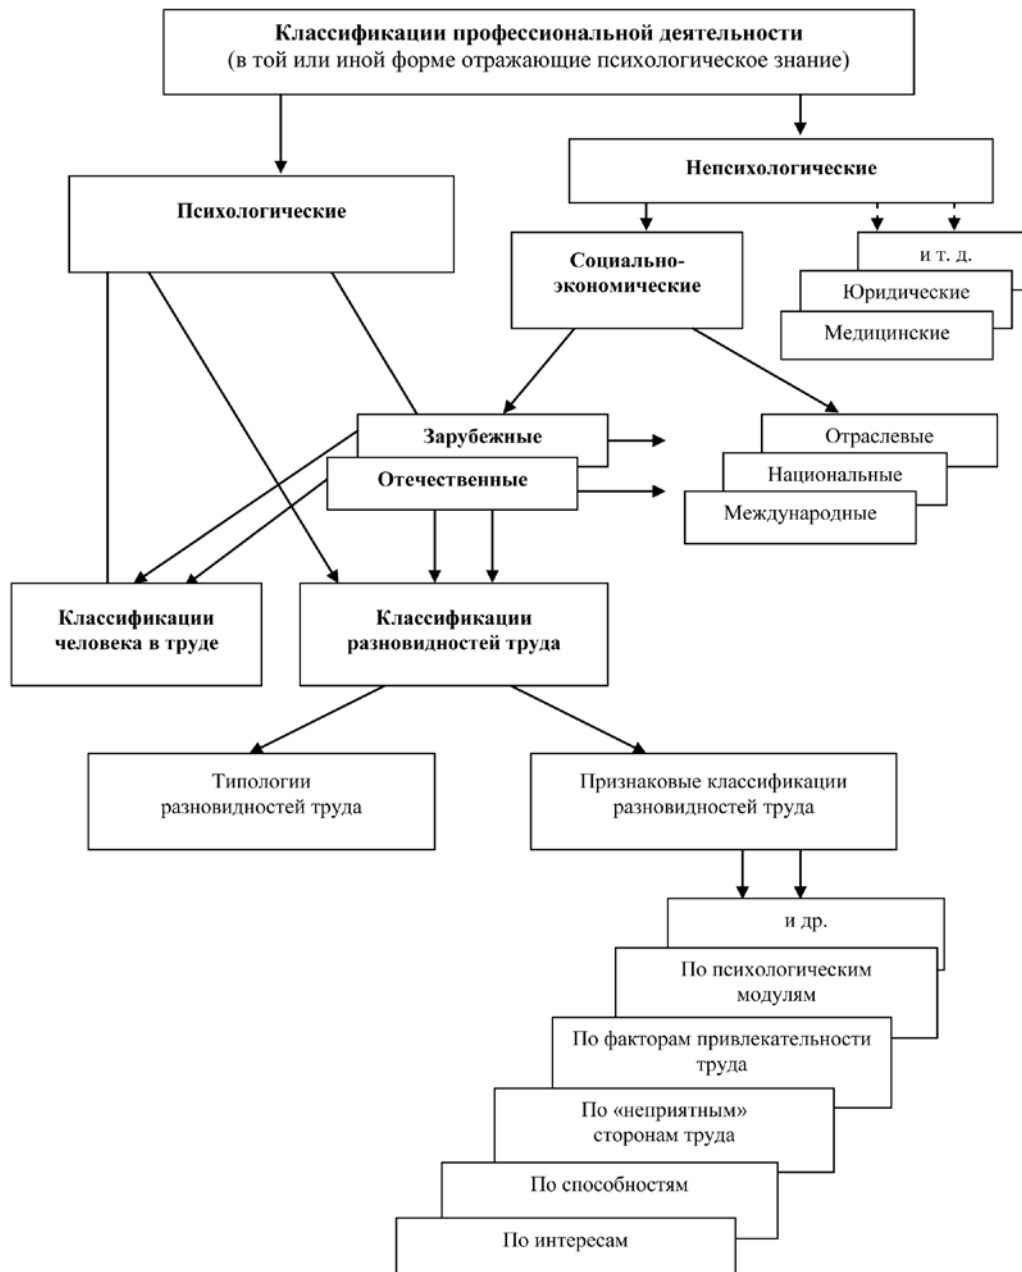 Классификации профессиональной деятельности
(в той или иной форме отражающие психологическое знание)
Непсихологические
Психологические
Социально-
экономические
и т. д.
Юридические
Медицинские
Зарубежные
Отечественные
Отраслевые
Национальные
Международные
Классификации
человека в труде
Классификации
разновидностей труда
Типологии
разновидностей труда
Признаковые классификации
разновидностей труда
и др.
По психологическим
модулям
По факторам привлекательности
труда
По «неприятным»
сторонам труда
По способностям
По интересам